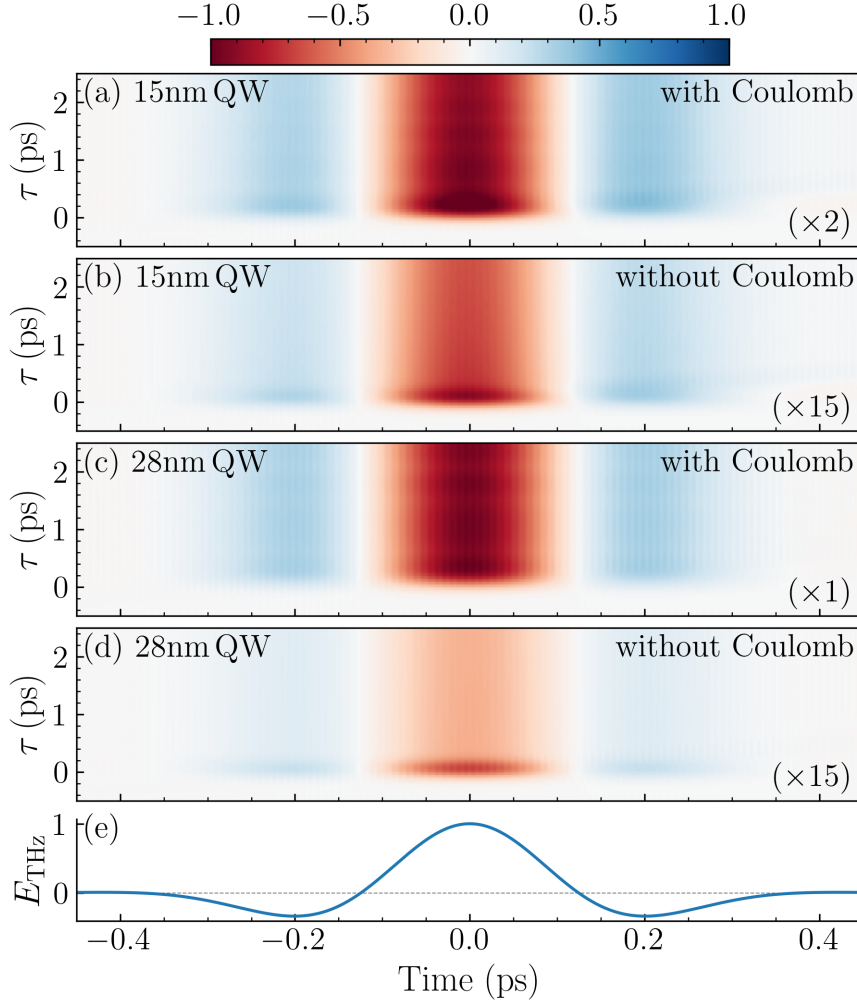 −1.0 −0.5 0.0 0.5 1.0
(a) 15nm QW with Coulomb
2
1
0
τ (ps)
(×2)
(b) 15nm QW without Coulomb
2
1
0
τ (ps)
(×15)
(c) 28nm QW with Coulomb
2
1
0
τ (ps)
(×1)
(d) 28nm QW without Coulomb
2
1
0
τ (ps)
(×15)
(e)
1
0
E_THz
−0.4 −0.2 0.0 0.2 0.4
Time (ps)